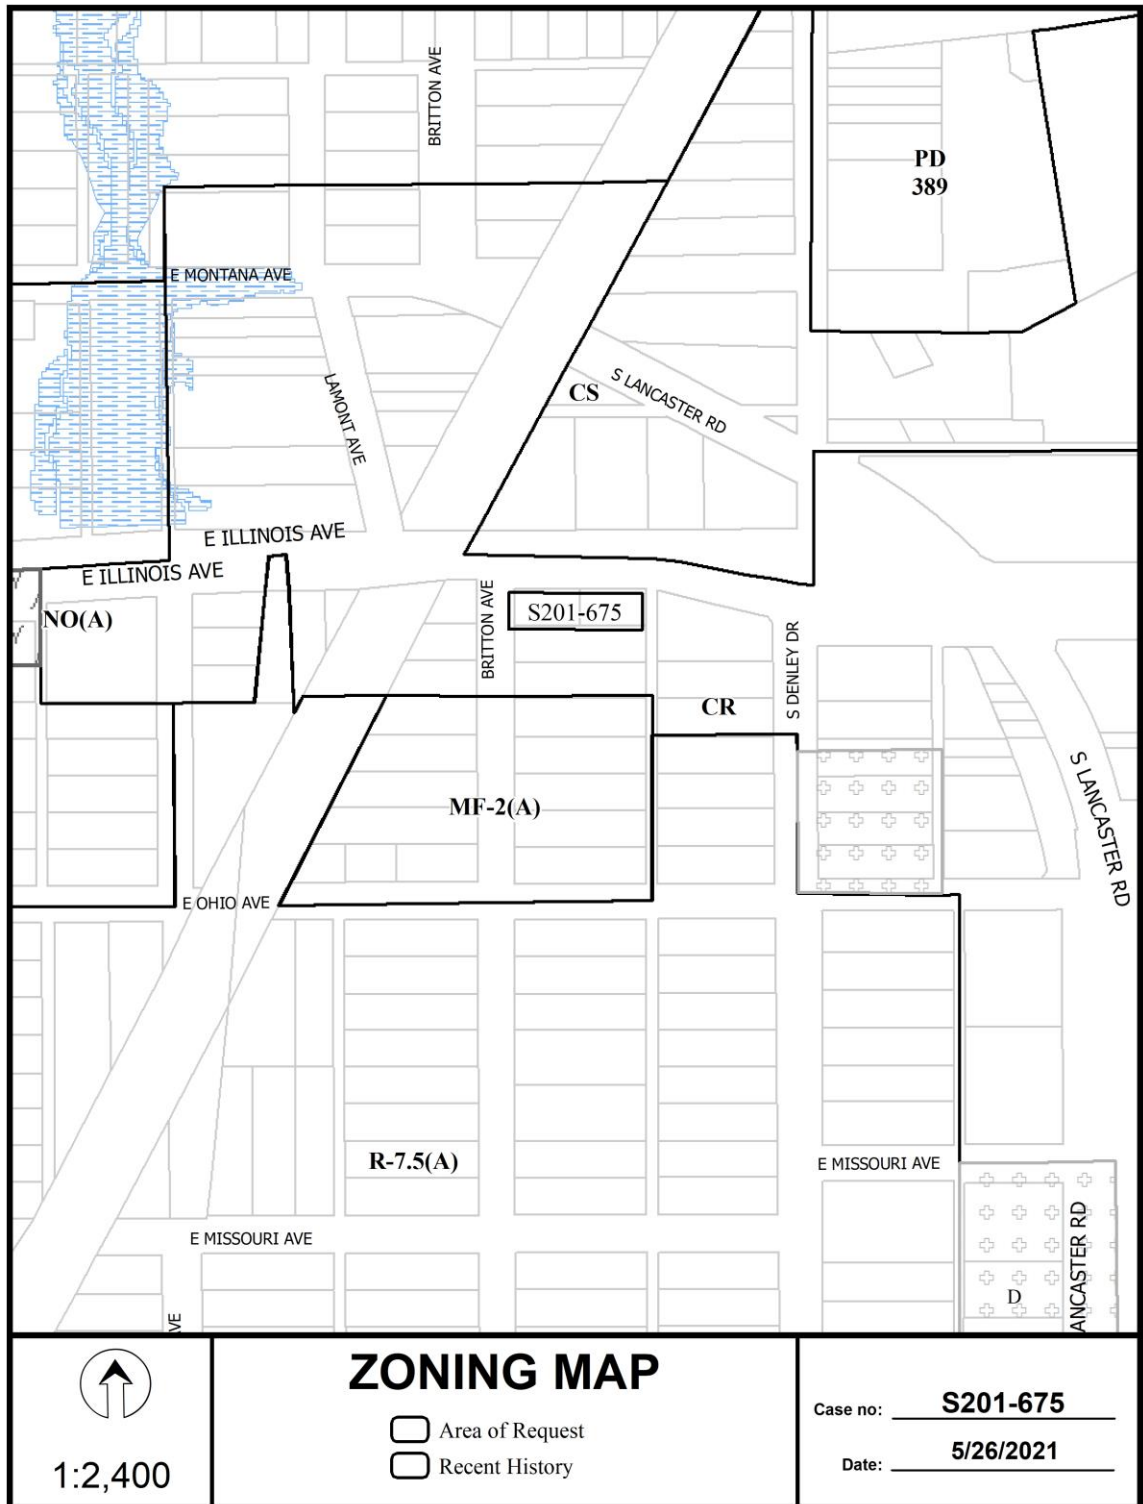 BRITTON AVE
PD
389
E MONTANA AVE
LAMONT AVE
CS
S LANCASTER RD
E ILLINOIS AVE
E ILLINOIS AVE
NO(A)
BRITTON AVE
S201-675
S DENLEY DR
CR
S LANCASTER RD
MF-2(A)
E OHIO AVE
R-7.5(A)
E MISSOURI AVE
E MISSOURI AVE
D
ANCASTER RD
VE
1:2,400
ZONING MAP
Area of Request
Recent History
Case no: S201-675
Date: 5/26/2021